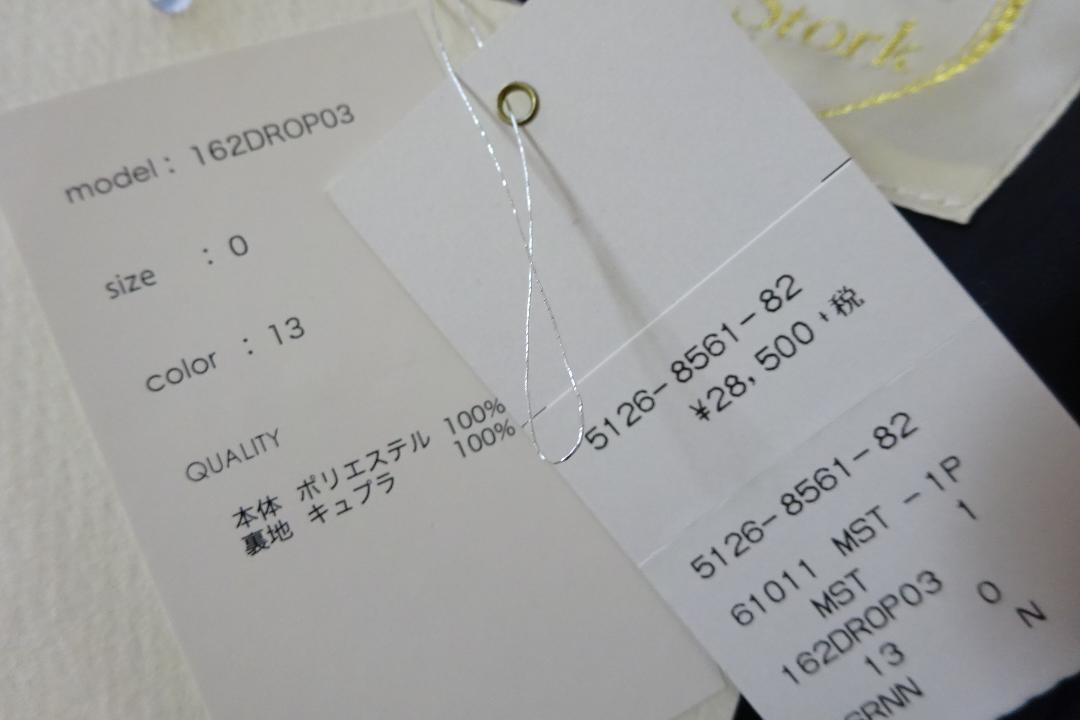 Stork
model : 162DROP03
size : 0
color : 13
QUALITY
本体 ポリエステル 100%
裏地 キュプラ 100%
5126-8561-82
¥28,500+税
5126-8561-82
61011 MST -1P
MST 1
162DROP03
13 0
N